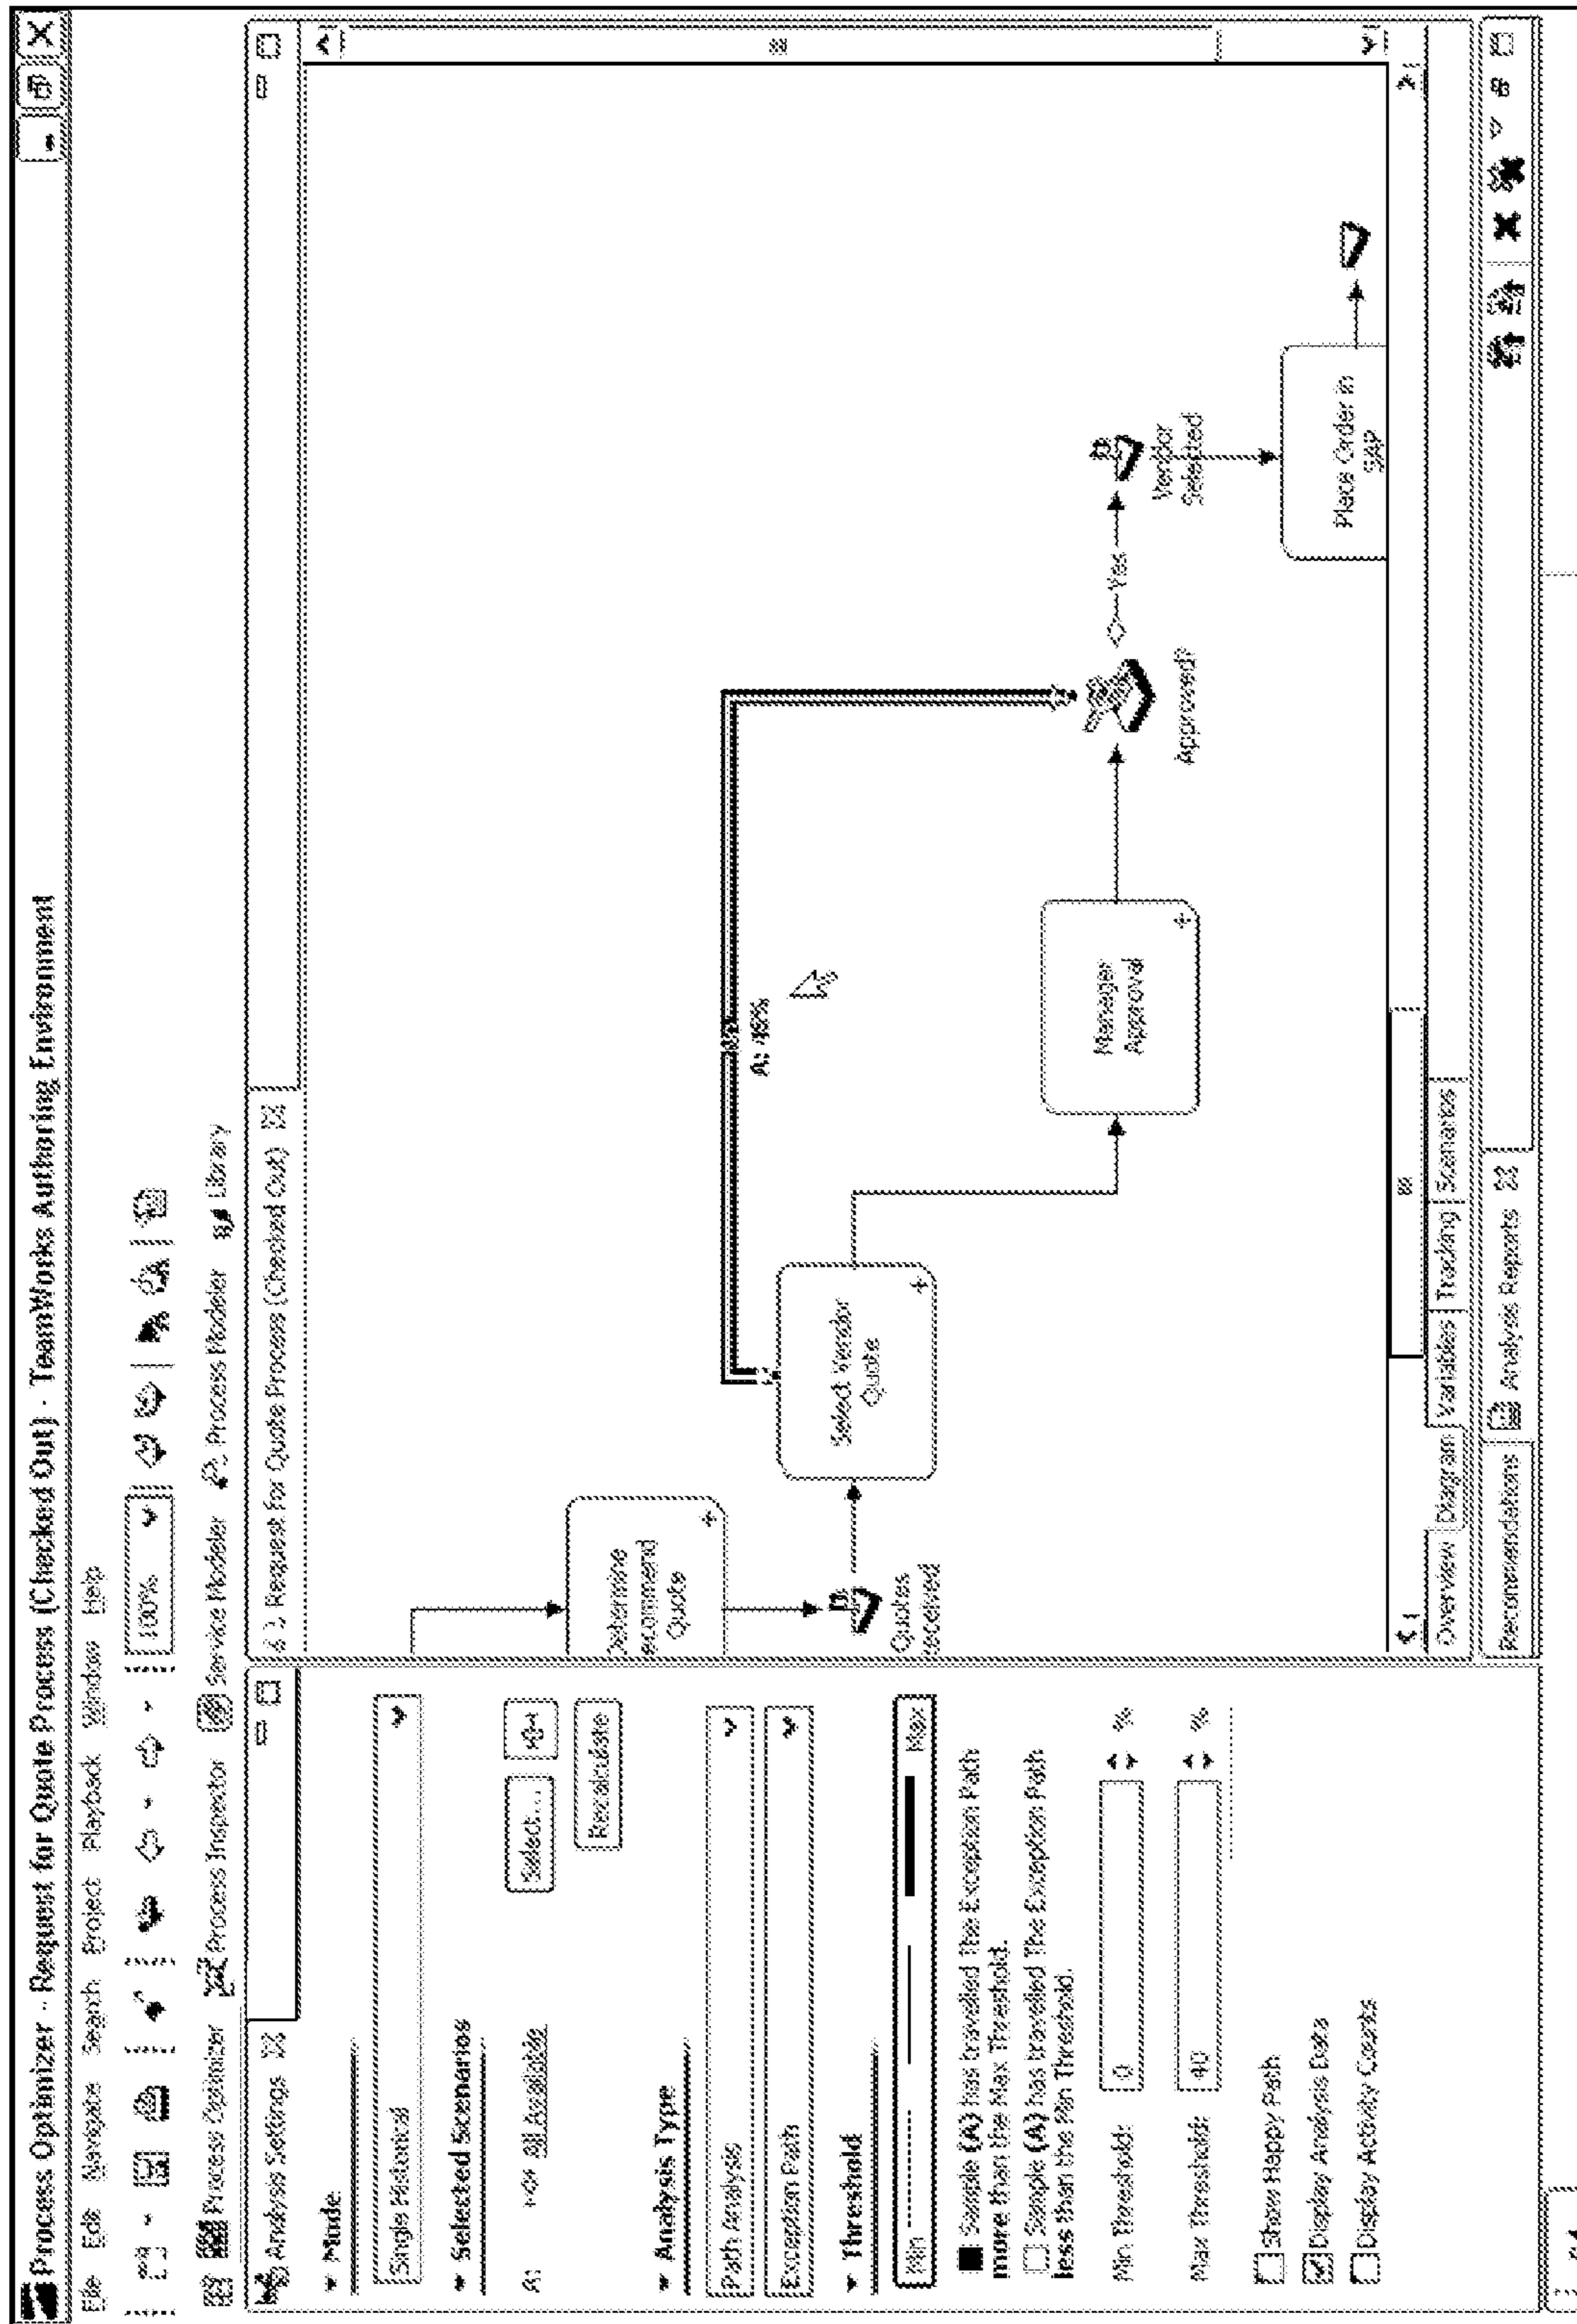 Process Optimizer - Request for Quote Process (Checked Out) - TeamWorks Authoring Environment
File Edit Navigate Search Project Playback Window Help
100%
Process Optimizer Process Inspector Service Modeler Process Modeler Library
Analysis Settings
Mode
Single Historical
Selected Scenarios
A: All Available
Select...
Recalculate
Analysis Type
Path Analysis
Exception Path
Threshold
Min Max
Sample (A) has travelled The Exception Path
more than the Max Threshold.
Sample (A) has travelled The Exception Path
less than the Min Threshold.
Min Threshold: 0 %
Max Threshold: 40 %
Show Happy Path
Display Analysis Data
Display Activity Counts
Request for Quote Process (Checked Out)
Determine
ecommend
Quote
Quotes
received
Select Vendor
Quote
Manager
Approval
Approved?
Yes
Vendor
Selected
Place Order in
SAP
Overview Diagram Variables Tracking Scenarios
Recommendations Analysis Reports